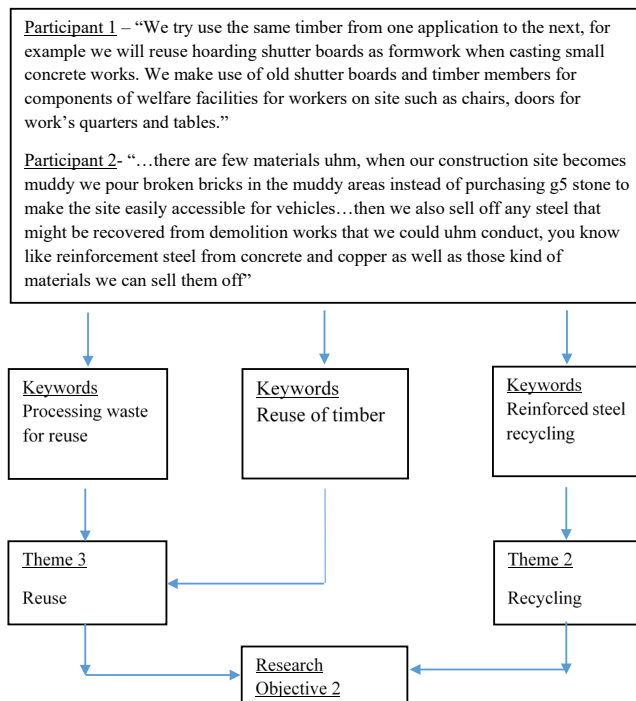 Participant 1 – “We try use the same timber from one application to the next, for
example we will reuse hoarding shutter boards as formwork when casting small
concrete works. We make use of old shutter boards and timber members for
components of welfare facilities for workers on site such as chairs, doors for
work’s quarters and tables.”
Participant 2- “…there are few materials uhm, when our construction site becomes
muddy we pour broken bricks in the muddy areas instead of purchasing g5 stone to
make the site easily accessible for vehicles…then we also sell off any steel that
might be recovered from demolition works that we could uhm conduct, you know
like reinforcement steel from concrete and copper as well as those kind of
materials we can sell them off”
Keywords
Processing waste
for reuse
Keywords
Reuse of timber
Keywords
Reinforced steel
recycling
Theme 3
Reuse
Theme 2
Recycling
Research
Objective 2